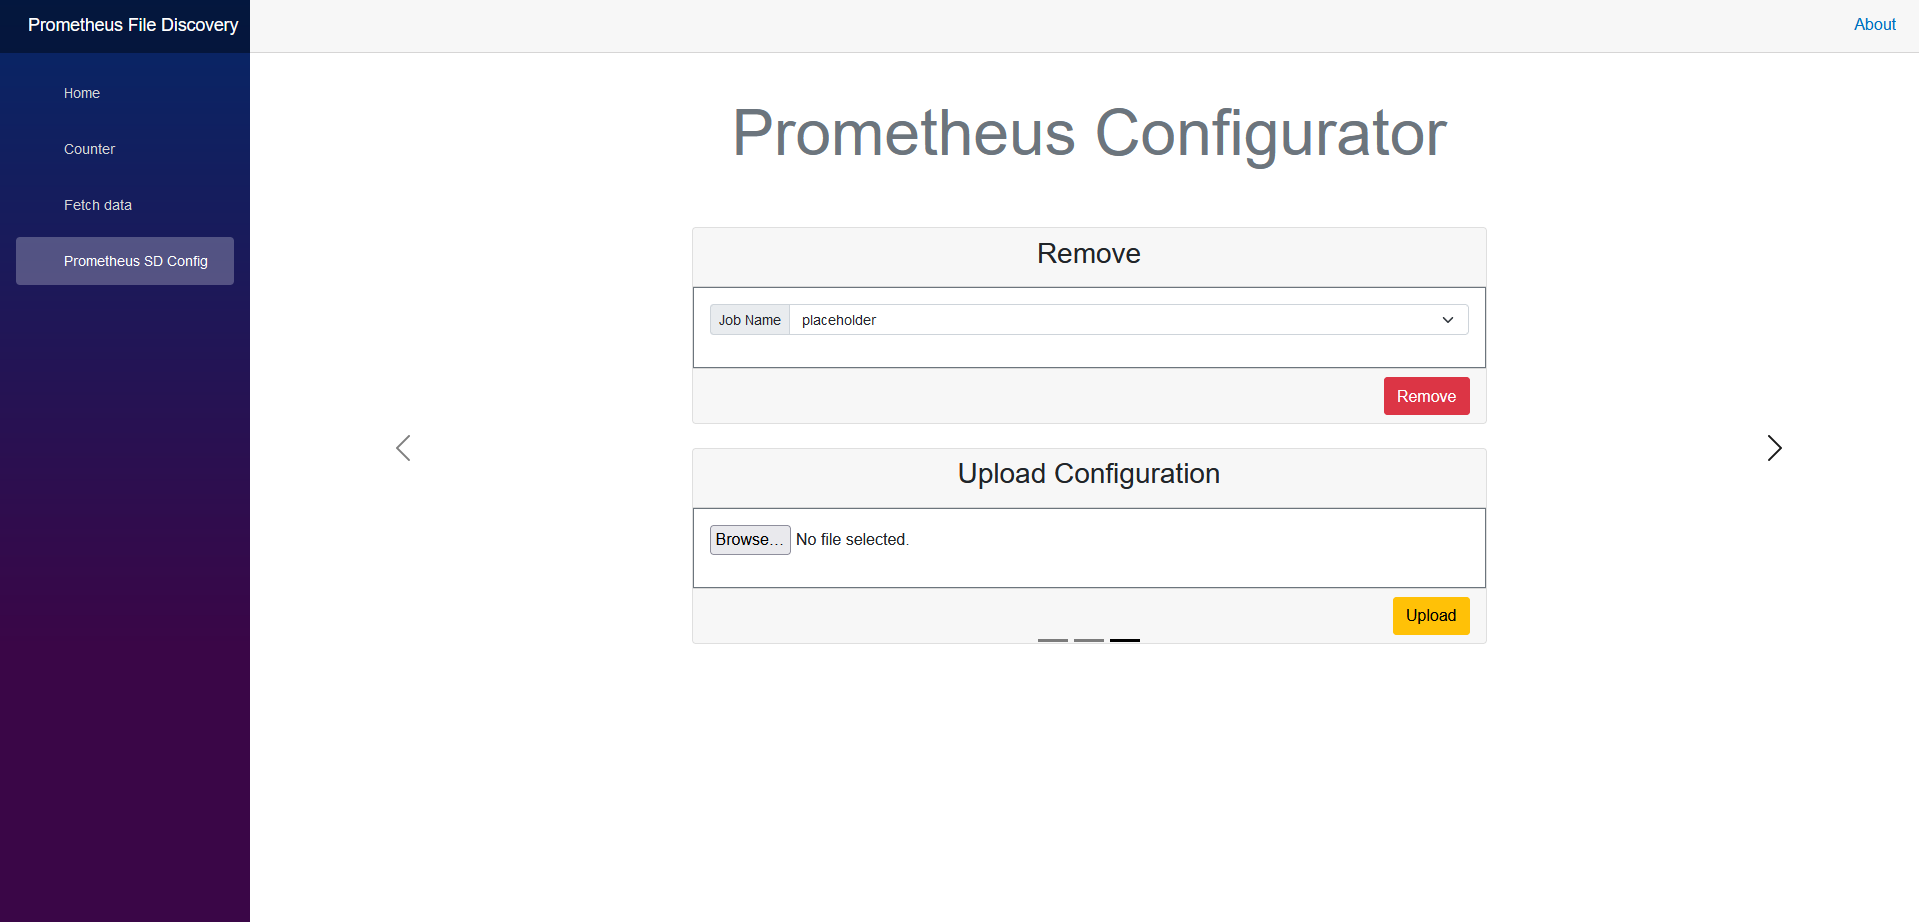 Prometheus File Discovery
About
Home
Counter
Fetch data
Prometheus SD Config
Prometheus Configurator
Remove
Job Name placeholder
Remove
Upload Configuration
Browse... No file selected.
Upload